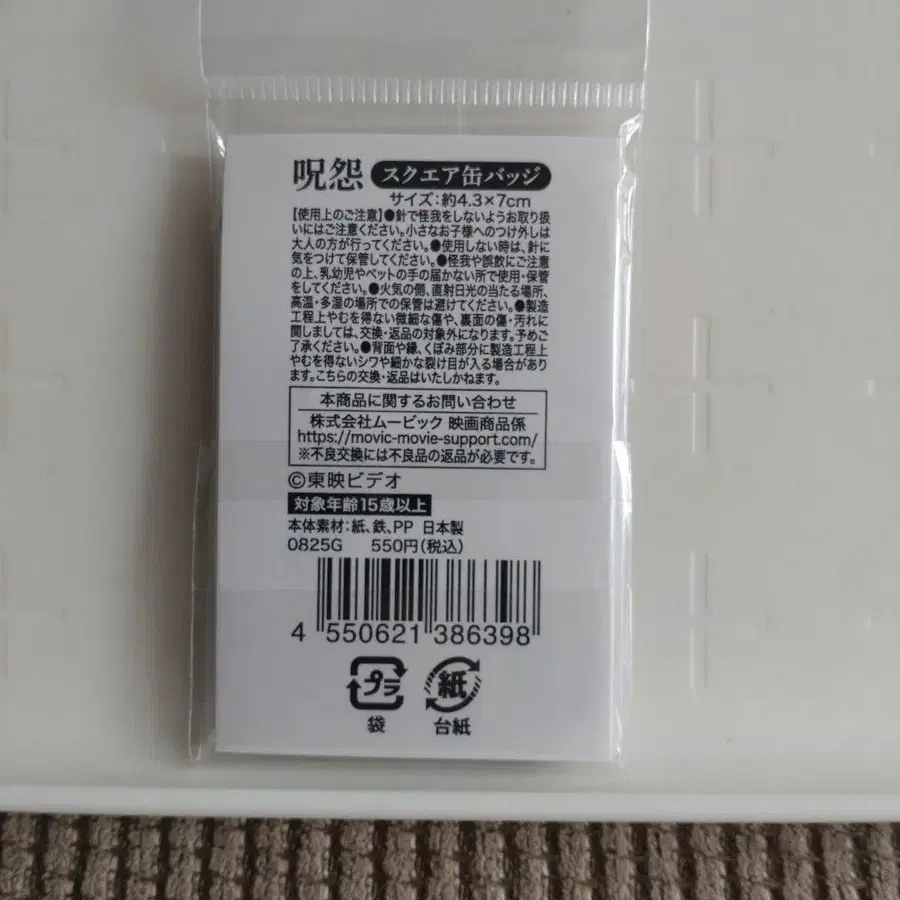 呪怨 スクエア缶バッジ
サイズ:約4.3×7cm
【使用上のご注意】●針で怪我をしないようお取り扱
いにはご注意ください。小さなお子様へのつけ外しは
大人の方が行ってください。●使用しない時は、針に
気をつけて保管してください。●怪我や誤飲にご注意
の上、乳幼児やペットの手の届かない所で使用・保管
をしてください。●火気の側、直射日光の当たる場所、
高温・多湿の場所での保管は避けてください。●製造
工程上やむを得ない微細な傷や、裏面の傷・汚れに
関しましては、交換・返品の対象外になります。予めご
了承ください。●背面や縁、くぼみ部分に製造工程上
やむを得ないシワや細かな裂け目が入る場合があり
ます。こちらの交換・返品はいたしかねます。
本商品に関するお問い合わせ
株式会社ムービック 映画商品係
https://movic-movie-support.com/
※不良交換には不良品の返品が必要です。
©東映ビデオ
対象年齢15歳以上
本体素材:紙、鉄、PP 日本製
0825G 550円(税込)
4 550621 386398
プラ 紙
袋 台紙